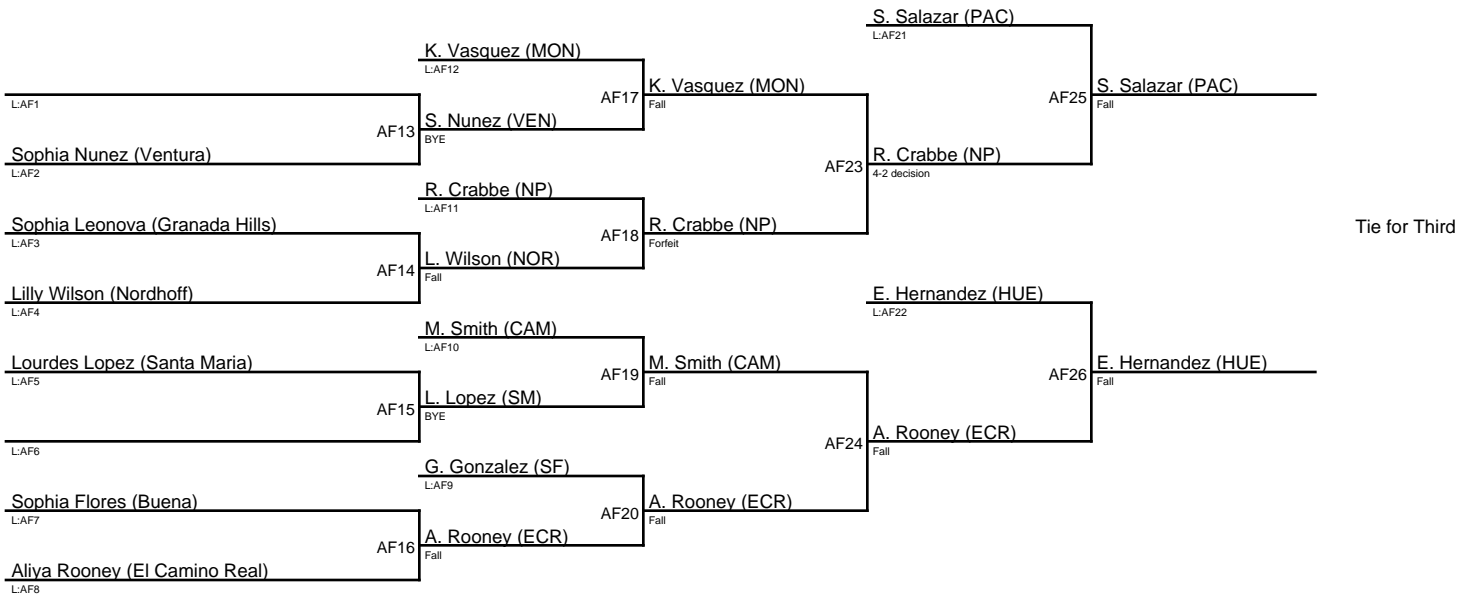 S. Salazar (PAC)
L:AF21
K. Vasquez (MON)
L:AF12
K. Vasquez (MON)
AF17
Fall
S. Salazar (PAC)
AF25
Fall
L:AF1
S. Nunez (VEN)
AF13
BYE
Sophia Nunez (Ventura)
L:AF2
R. Crabbe (NP)
AF23
4-2 decision
R. Crabbe (NP)
L:AF11
Sophia Leonova (Granada Hills)
L:AF3
R. Crabbe (NP)
AF18
Forfeit
Tie for Third
L. Wilson (NOR)
AF14
Fall
Lilly Wilson (Nordhoff)
L:AF4
E. Hernandez (HUE)
L:AF22
M. Smith (CAM)
L:AF10
Lourdes Lopez (Santa Maria)
L:AF5
M. Smith (CAM)
AF19
Fall
E. Hernandez (HUE)
AF26
Fall
L. Lopez (SM)
AF15
BYE
L:AF6
A. Rooney (ECR)
AF24
Fall
G. Gonzalez (SF)
L:AF9
Sophia Flores (Buena)
L:AF7
A. Rooney (ECR)
AF20
Fall
A. Rooney (ECR)
AF16
Fall
Aliya Rooney (El Camino Real)
L:AF8